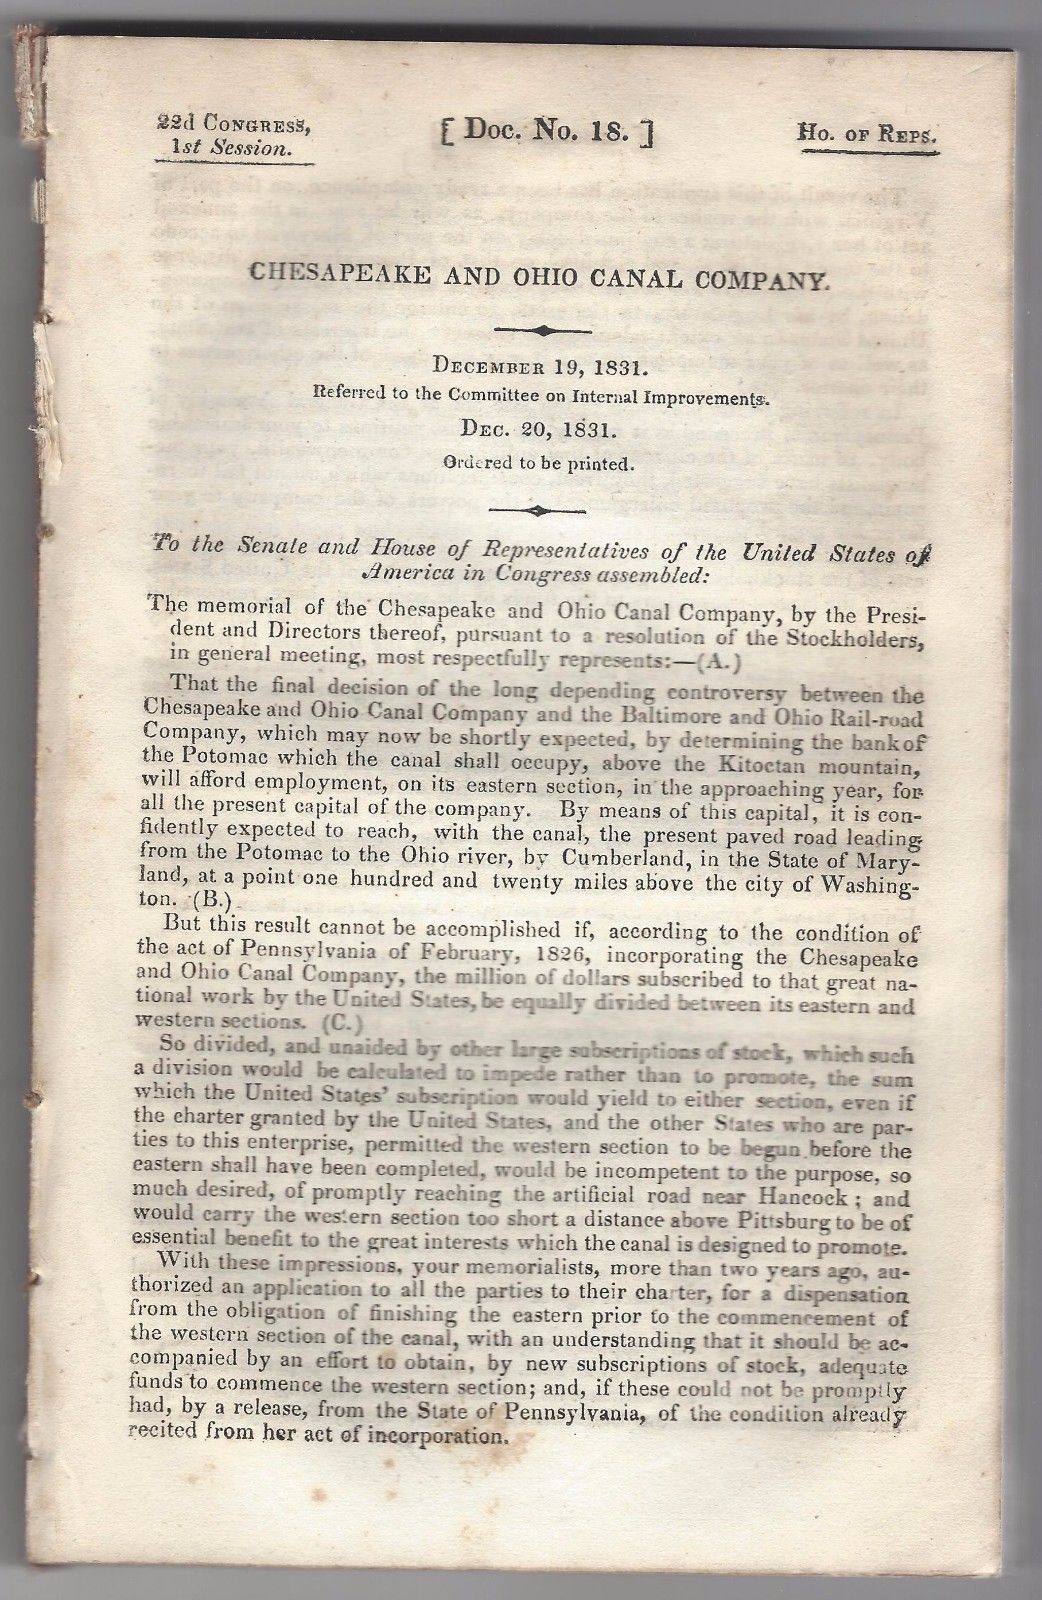 22d Congress,
1st Session.
[ Doc. No. 18. ]
Ho. of Reps.
CHESAPEAKE AND OHIO CANAL COMPANY.
December 19, 1831.
Referred to the Committee on Internal Improvements.
Dec. 20, 1831.
Ordered to be printed.
To the Senate and House of Representatives of the United States of
America in Congress assembled:
The memorial of the Chesapeake and Ohio Canal Company, by the Presi-
dent and Directors thereof, pursuant to a resolution of the Stockholders,
in general meeting, most respectfully represents:—(A.)
That the final decision of the long depending controversy between the
Chesapeake and Ohio Canal Company and the Baltimore and Ohio Rail-road
Company, which may now be shortly expected, by determining the bank of
the Potomac which the canal shall occupy, above the Kitoctan mountain,
will afford employment, on its eastern section, in the approaching year, for
all the present capital of the company. By means of this capital, it is con-
fidently expected to reach, with the canal, the present paved road leading
from the Potomac to the Ohio river, by Cumberland, in the State of Mary-
land, at a point one hundred and twenty miles above the city of Washing-
ton. (B.)
But this result cannot be accomplished if, according to the condition of
the act of Pennsylvania of February, 1826, incorporating the Chesapeake
and Ohio Canal Company, the million of dollars subscribed to that great na-
tional work by the United States, be equally divided between its eastern and
western sections. (C.)
So divided, and unaided by other large subscriptions of stock, which such
a division would be calculated to impede rather than to promote, the sum
which the United States' subscription would yield to either section, even if
the charter granted by the United States, and the other States who are par-
ties to this enterprise, permitted the western section to be begun before the
eastern shall have been completed, would be incompetent to the purpose, so
much desired, of promptly reaching the artificial road near Hancock; and
would carry the western section too short a distance above Pittsburg to be of
essential benefit to the great interests which the canal is designed to promote.
With these impressions, your memorialists, more than two years ago, au-
thorized an application to all the parties to their charter, for a dispensation
from the obligation of finishing the eastern prior to the commencement of
the western section of the canal, with an understanding that it should be ac-
companied by an effort to obtain, by new subscriptions of stock, adequate
funds to commence the western section; and, if these could not be promptly
had, by a release, from the State of Pennsylvania, of the condition already
recited from her act of incorporation.